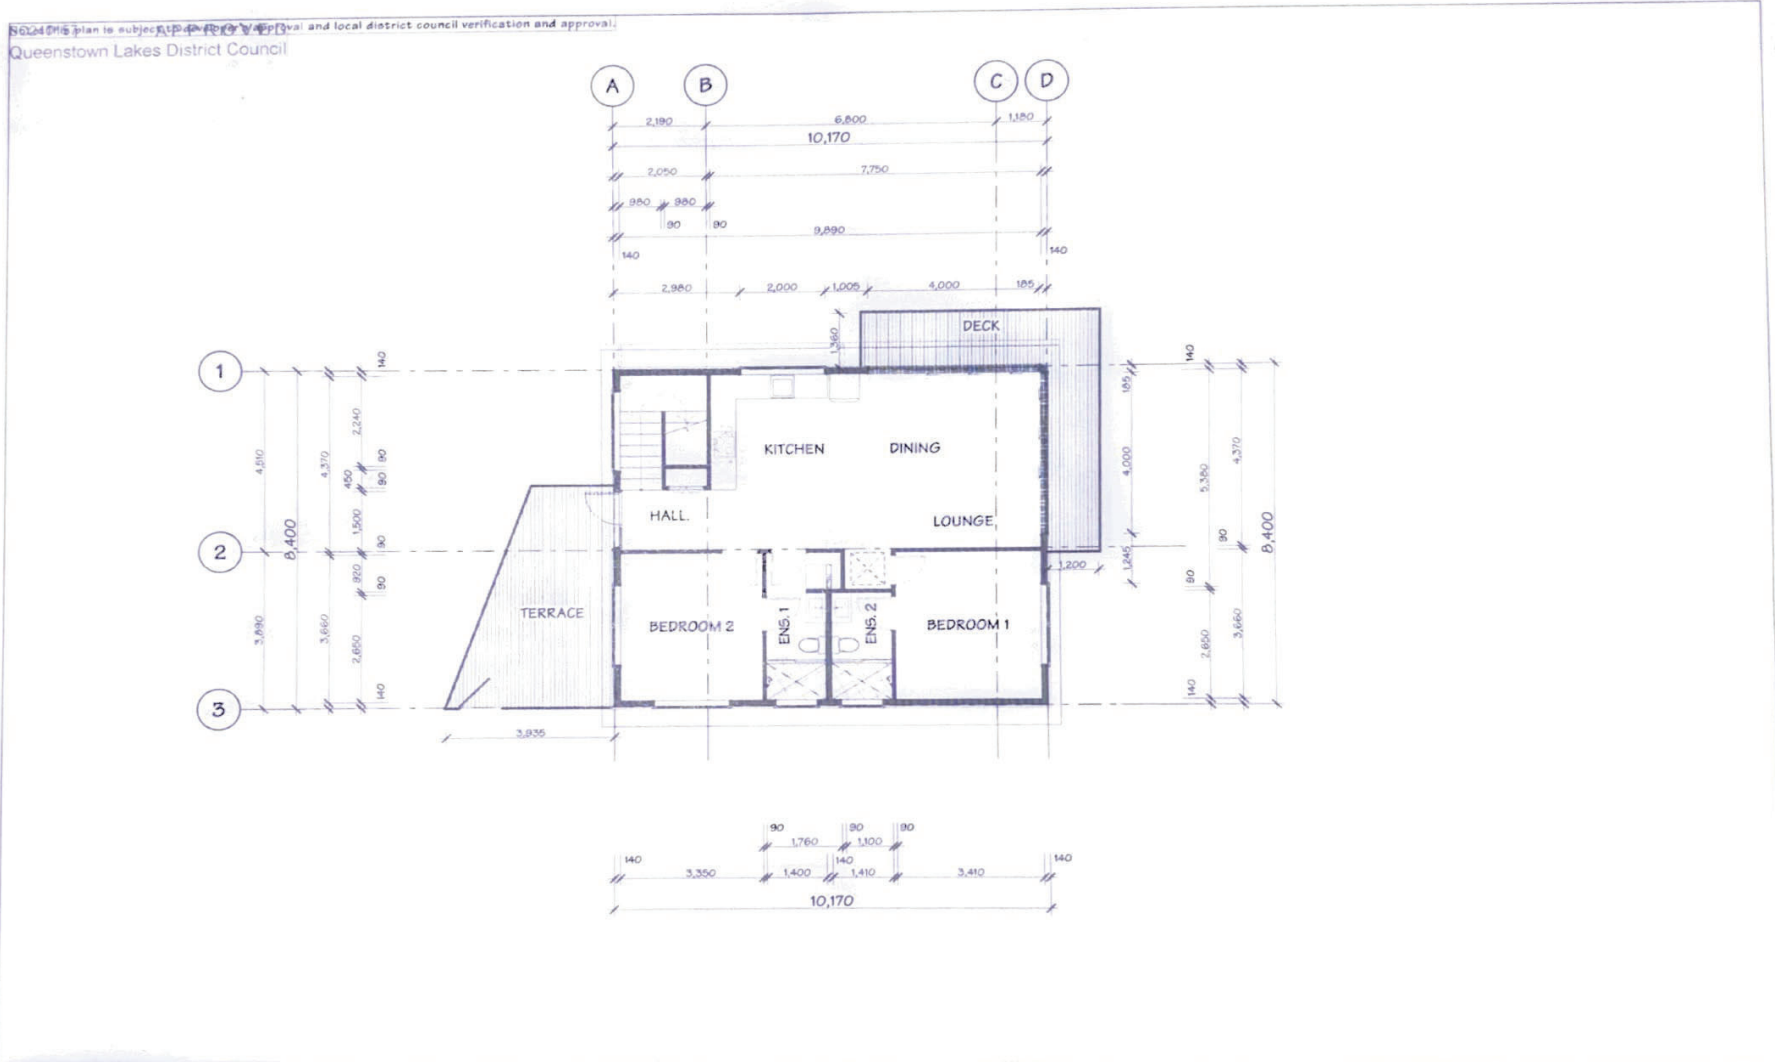 plan is subject to developer's approval and local district council verification and approval.
APPROVED
Queenstown Lakes District Council
A B C D
2,190 6,800 1,180
10,170
2,050 7,750
980 980
90 90
9,890
140 140
2,980 2,000 1,005 4,000 185
DECK
1,360
1
140
140
185
2,240
4,510
4,370
KITCHEN DINING
4,370
4,000
5,380
90
450
90
HALL. LOUNGE
1,500
8,400
8,400
2
90
90
1,245
1,200
920
90
90
TERRACE
BEDROOM 2
ENS. 1
ENS. 2
BEDROOM 1
3,890
3,660
2,650
3,660
2,650
140
140
3
3,935
90 90 90
1,760 1,100
140 140 140
3,350 1,400 1,410 3,410
10,170